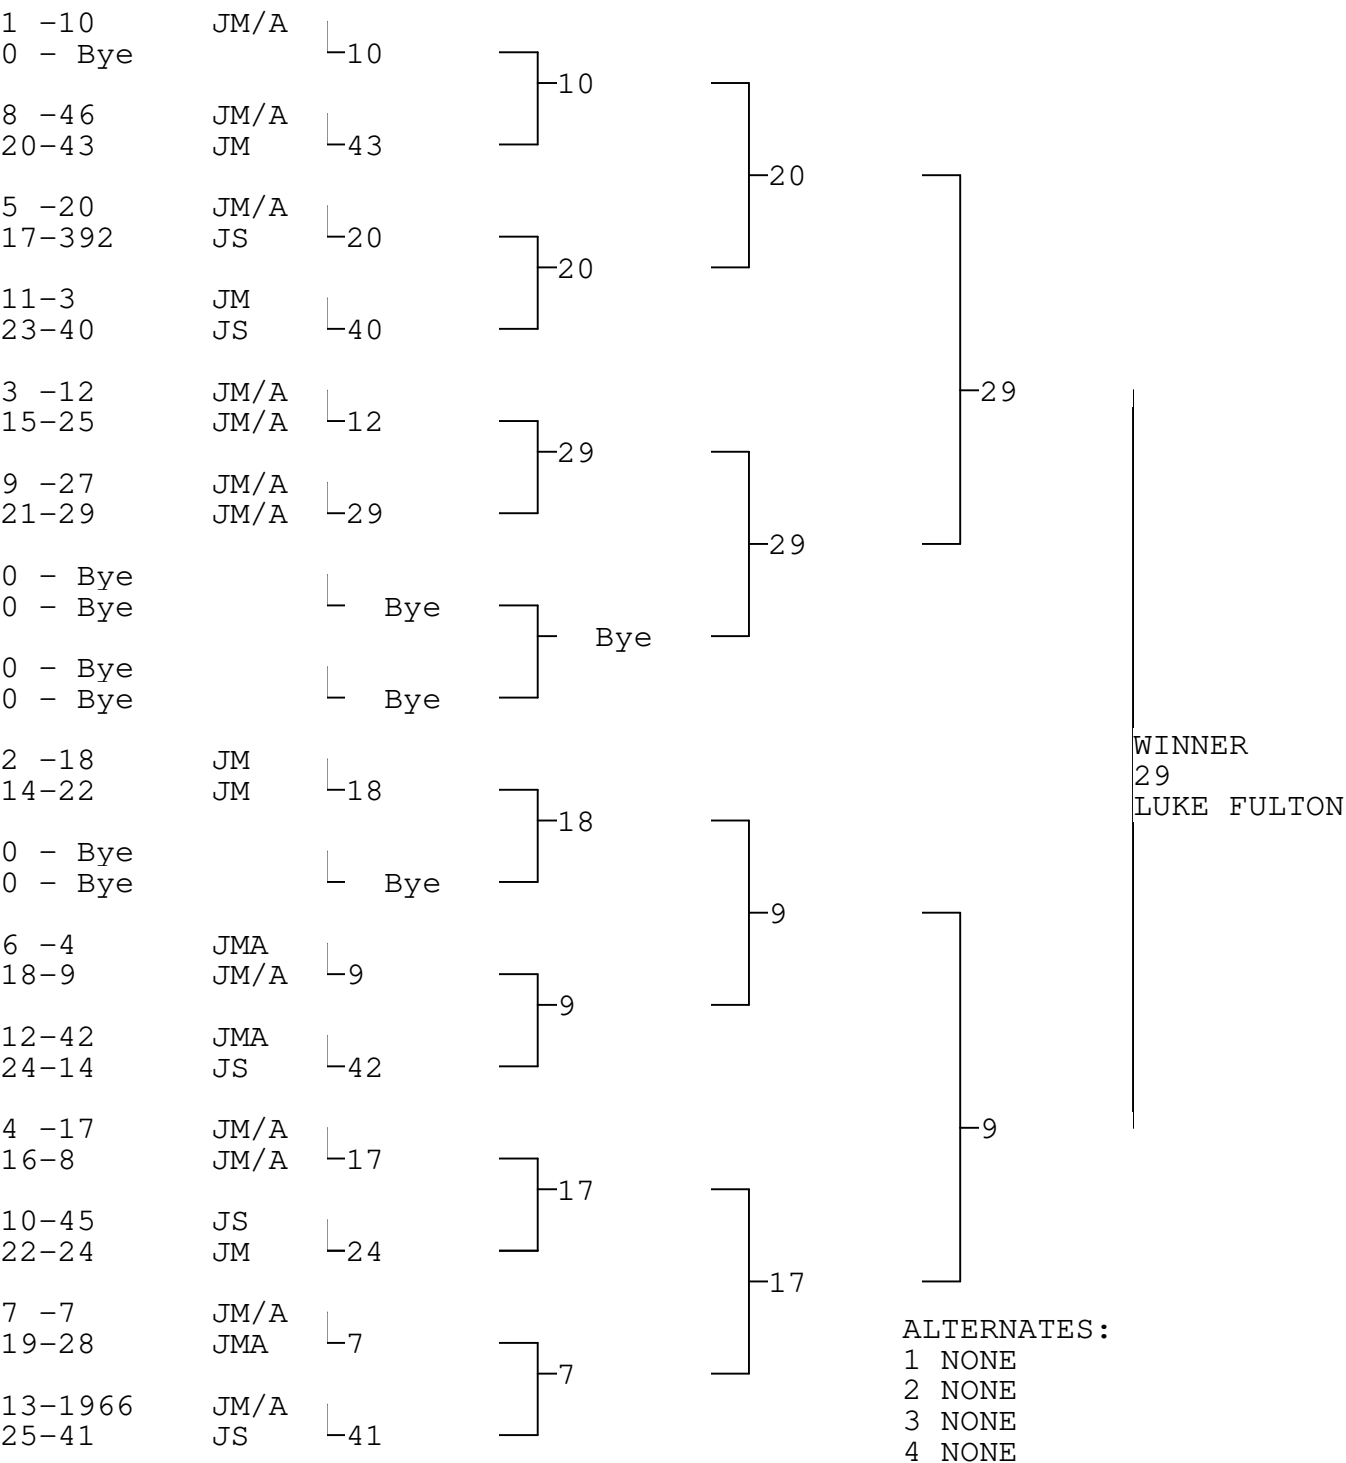 1 -10 JM/A
0 - Bye
10
10
8 -46 JM/A
20-43 JM
43
20
5 -20 JM/A
17-392 JS
20
20
11-3 JM
23-40 JS
40
3 -12 JM/A
29
15-25 JM/A
12
29
9 -27 JM/A
21-29 JM/A
29
29
0 - Bye
0 - Bye
Bye
Bye
0 - Bye
0 - Bye
Bye
2 -18 JM
14-22 JM
18
WINNER
29
LUKE FULTON
18
0 - Bye
0 - Bye
Bye
9
6 -4 JMA
18-9 JM/A
9
9
12-42 JMA
24-14 JS
42
4 -17 JM/A
9
16-8 JM/A
17
17
10-45 JS
22-24 JM
24
17
7 -7 JM/A
19-28 JMA
7
7
13-1966 JM/A
25-41 JS
41
ALTERNATES:
1 NONE
2 NONE
3 NONE
4 NONE